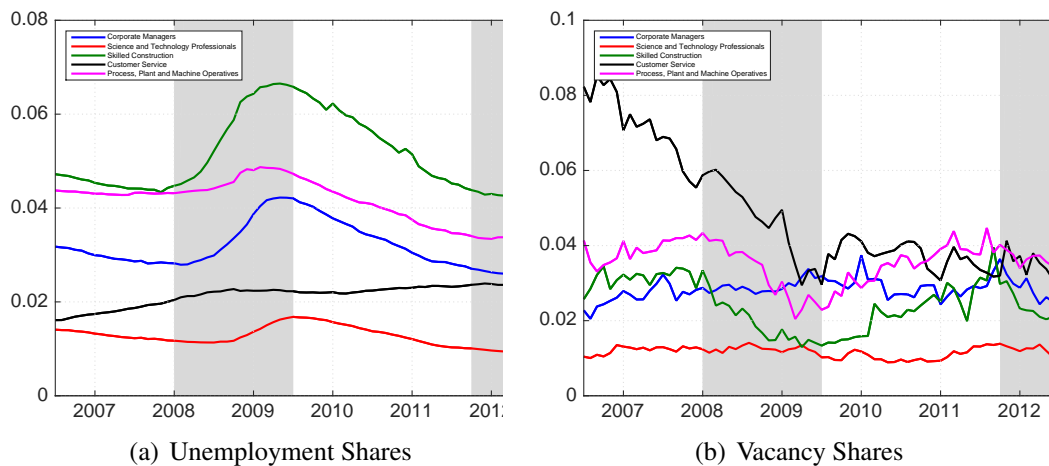 0.08
Corporate Managers
Science and Technology Professionals
Skilled Construction
Customer Service
Process, Plant and Machine Operatives
0.06
0.04
0.02
0
2007 2008 2009 2010 2011 2012
(a) Unemployment Shares
0.1
Corporate Managers
Science and Technology Professionals
Skilled Construction
Customer Service
Process, Plant and Machine Operatives
0.08
0.06
0.04
0.02
0
2007 2008 2009 2010 2011 2012
(b) Vacancy Shares